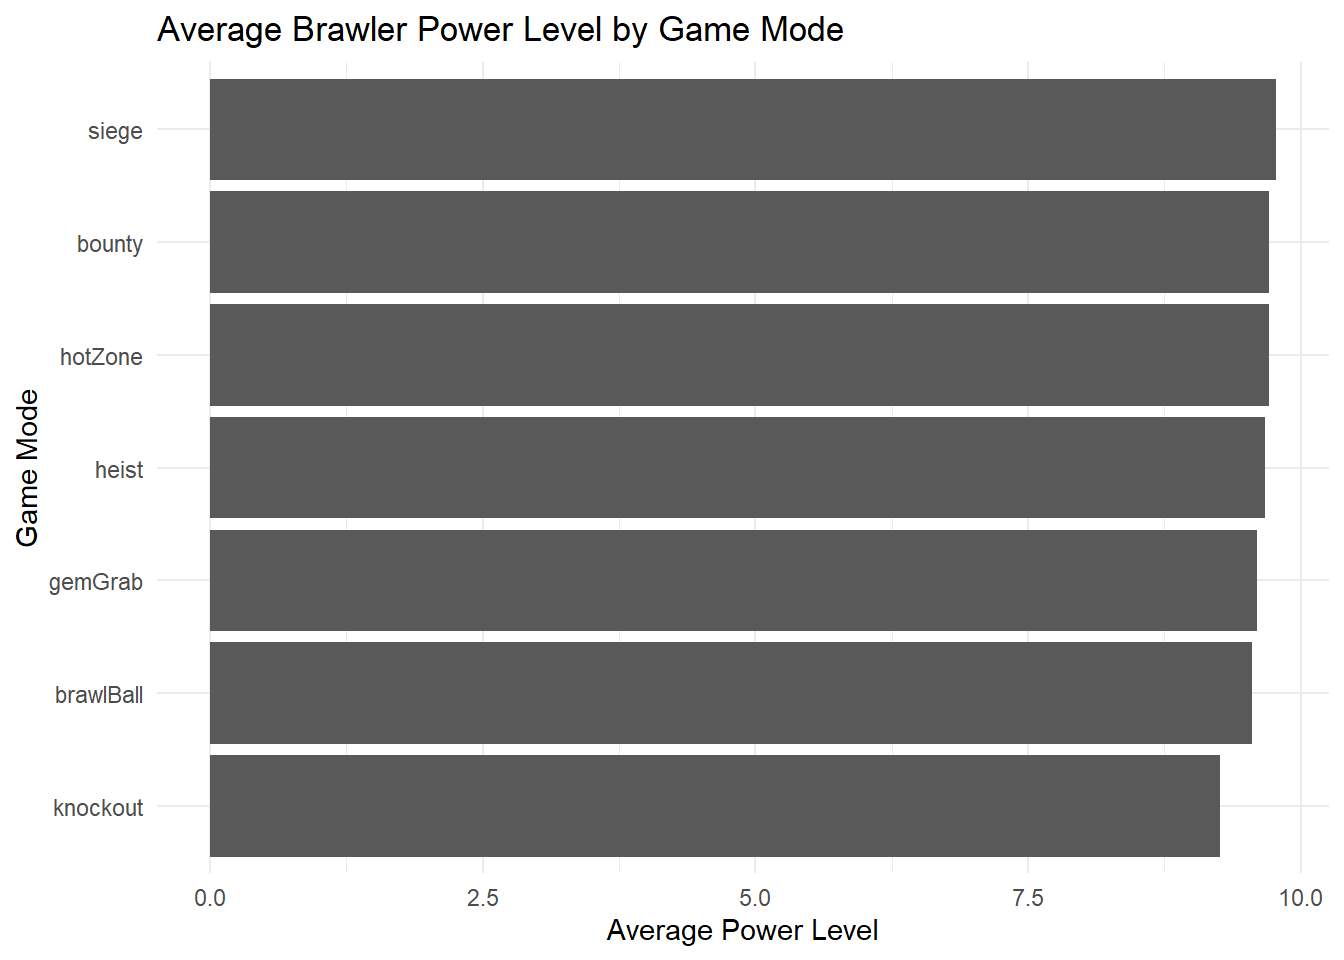 Average Brawler Power Level by Game Mode
siege
bounty
hotZone
heist
gemGrab
brawlBall
knockout
Game Mode
0.0 2.5 5.0 7.5 10.0
Average Power Level